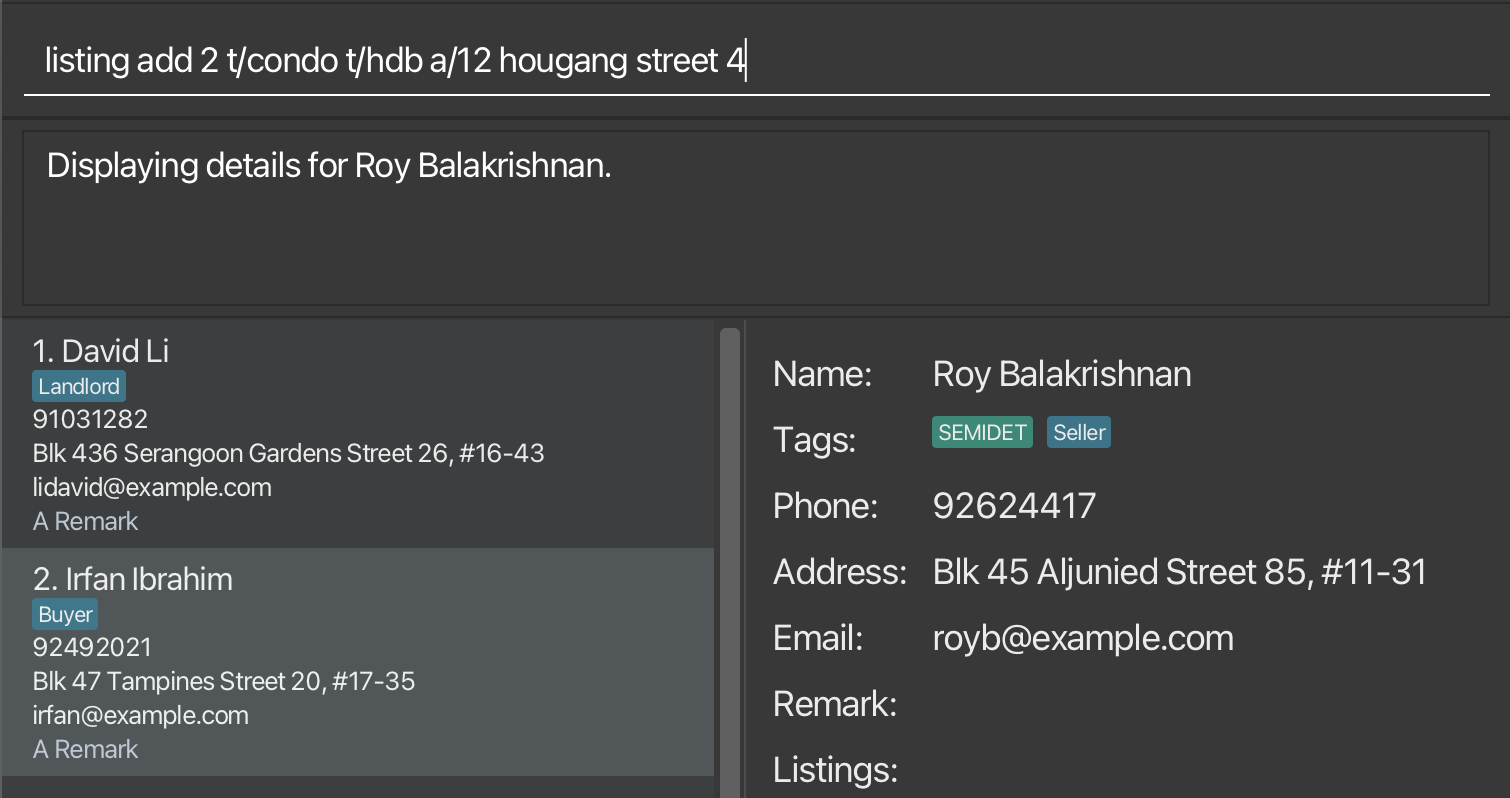 listing add 2 t/condo t/hdb a/12 hougang street 4
Displaying details for Roy Balakrishnan.
1. David Li
Landlord
91031282
Blk 436 Serangoon Gardens Street 26, #16-43
lidavid@example.com
A Remark
2. Irfan Ibrahim
Buyer
92492021
Blk 47 Tampines Street 20, #17-35
irfan@example.com
A Remark
Name: Roy Balakrishnan
Tags: SEMIDET Seller
Phone: 92624417
Address: Blk 45 Aljunied Street 85, #11-31
Email: royb@example.com
Remark:
Listings: